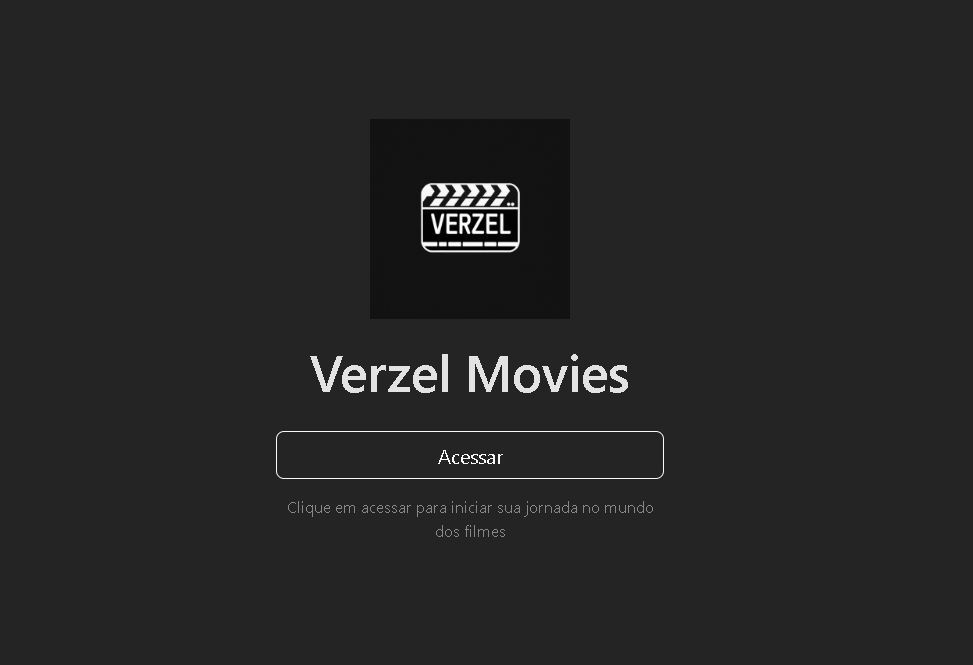 VERZEL
Verzel Movies
Acessar
Clique em acessar para iniciar sua jornada no mundo
dos filmes